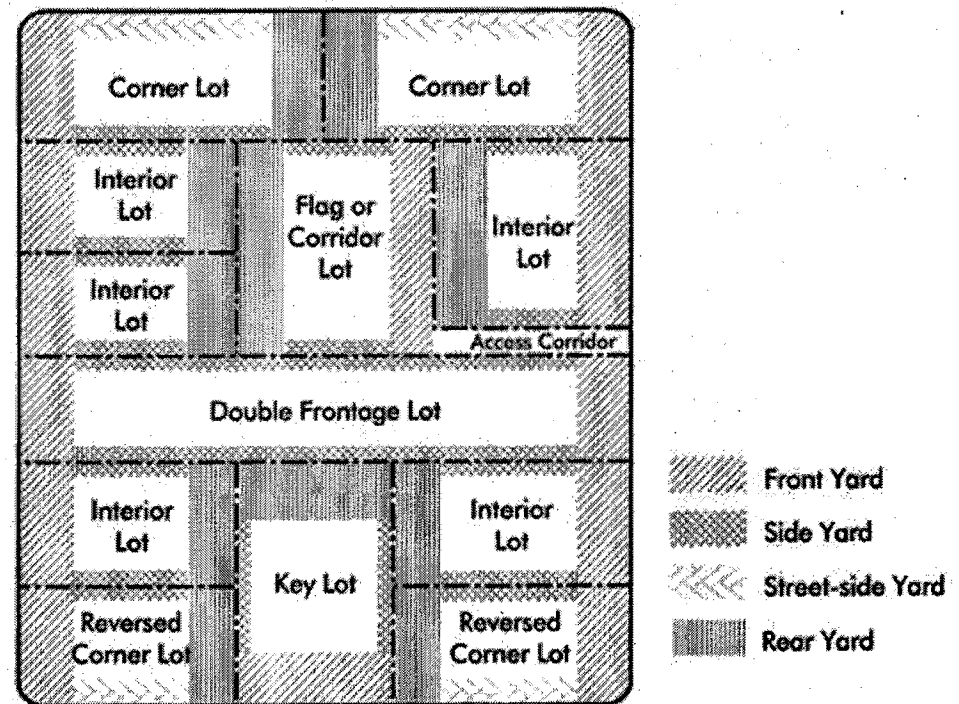 Corner Lot
Corner Lot
Interior
Lot
Flag or
Corridor
Lot
Interior
Lot
Interior
Lot
Access Corridor
Double Frontage Lot
Interior
Lot
Key Lot
Interior
Lot
Reversed
Corner Lot
Reversed
Corner Lot
Front Yard
Side Yard
Street-side Yard
Rear Yard